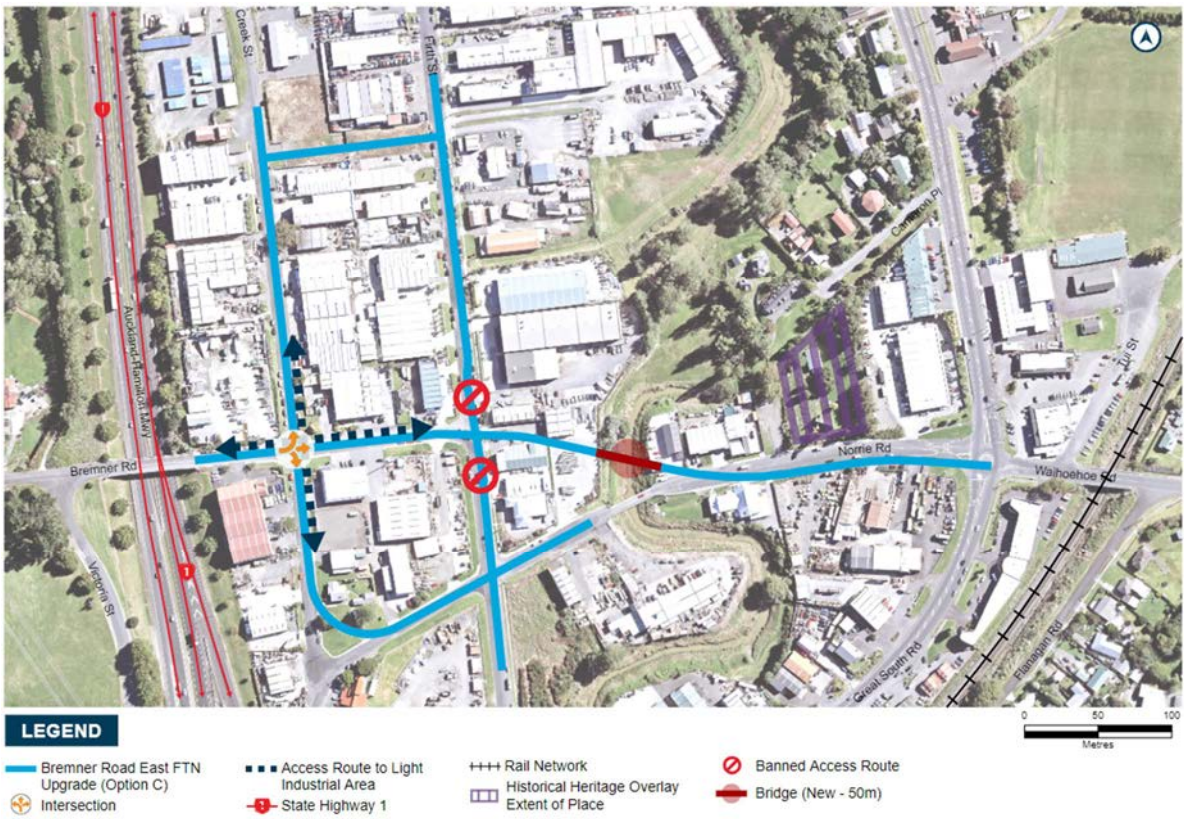 Creek St
Firth St
1
Cameron Pl
Auckland-Hamilton Mwy
Tui St
Bremner Rd
Norrie Rd
Waihoehoe Rd
1
Victoria St
Great South Rd
Flanagan Rd
LEGEND
0 50 100
Metres
Bremner Road East FTN
Upgrade (Option C)
Intersection
Access Route to Light
Industrial Area
1 State Highway 1
Rail Network
Historical Heritage Overlay
Extent of Place
Banned Access Route
Bridge (New - 50m)